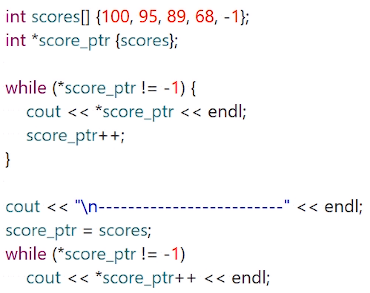 int scores[] {100, 95, 89, 68, -1};
int *score_ptr {scores};

while (*score_ptr != -1) {
    cout << *score_ptr << endl;
    score_ptr++;
}

cout << "\n-------------------------" << endl;
score_ptr = scores;
while (*score_ptr != -1)
    cout << *score_ptr++ << endl;